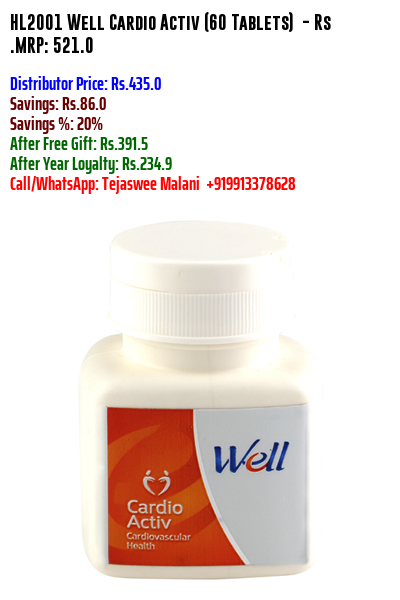 HL2001 Well Cardio Activ (60 Tablets) - Rs
.MRP: 521.0
Distributor Price: Rs.435.0
Savings: Rs.86.0
Savings %: 20%
After Free Gift: Rs.391.5
After Year Loyalty: Rs.234.9
Call/WhatsApp: Tejaswee Malani +919913378628
Well
Cardio
Activ
Cardiovascular
Health